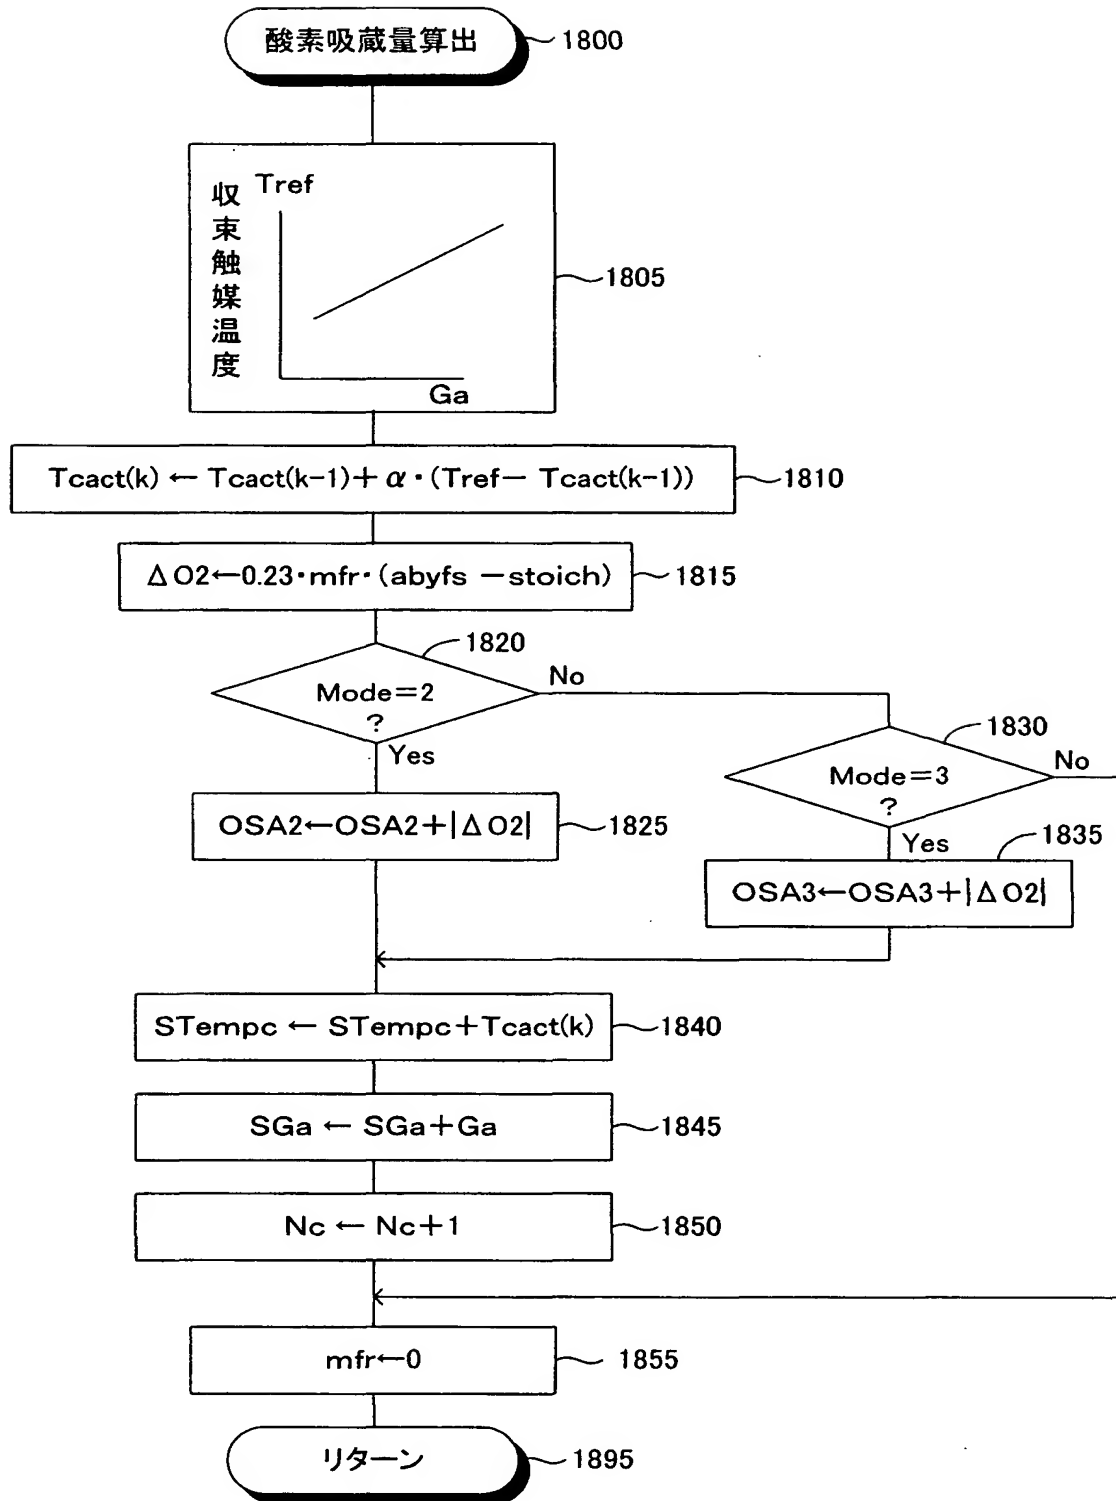 酸素吸蔵量算出
1800
収束触媒温度
Tref
Ga
1805
Tcact(k) ← Tcact(k-1)+ α・(Tref− Tcact(k-1))
1810
ΔO2←0.23・mfr・(abyfs −stoich)
1815
1820
Mode=2
?
No
Yes
1830
Mode=3
?
No
Yes
OSA2←OSA2+|ΔO2|
1825
1835
OSA3←OSA3+|ΔO2|
STempc ← STempc+Tcact(k)
1840
SGa ← SGa+Ga
1845
Nc ← Nc+1
1850
mfr←0
1855
リターン
1895